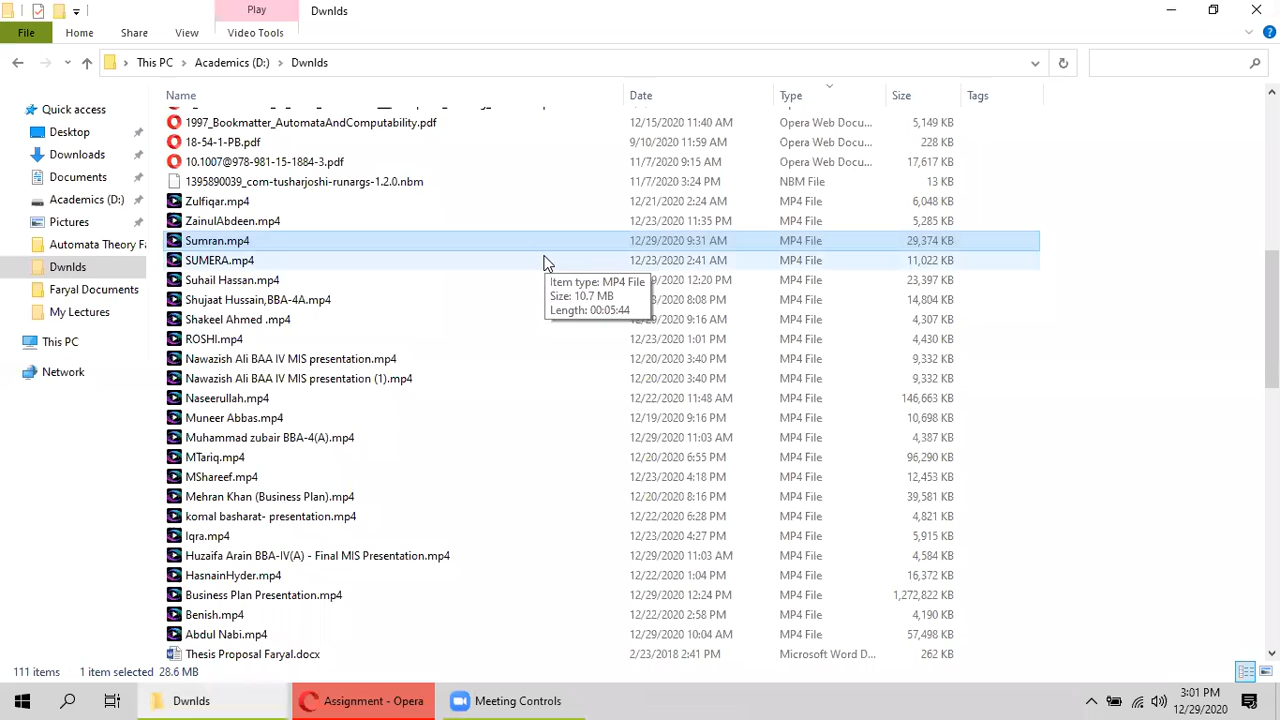 Play
Dwnlds
File Home Share View Video Tools
This PC Academics (D:) Dwnlds
Name Date Type Size Tags
Quick access
Desktop
Downloads
Documents
Academics (D:)
Pictures
Automata Theory Fa
Dwnlds
Faryal Documents
My Lectures
This PC
Network
1997_Bookmatter_AutomataAndComputability.pdf 12/15/2020 11:40 AM Opera Web Docu... 5,149 KB
18-54-1-PB.pdf 9/10/2020 11:59 AM Opera Web Docu... 228 KB
10.1007@978-981-15-1884-3.pdf 11/7/2020 9:15 AM Opera Web Docu... 17,617 KB
1395890039_com-tusharjoshi-runargs-1.2.0.nbm 11/7/2020 3:24 PM NBM File 13 KB
Zulfiqar.mp4 12/21/2020 2:24 AM MP4 File 6,048 KB
ZainulAbdeen.mp4 12/23/2020 11:35 PM MP4 File 5,285 KB
Sumran.mp4 12/29/2020 9:31 AM MP4 File 29,374 KB
SUMERA.mp4 12/23/2020 2:41 AM MP4 File 11,022 KB
Suhail Hassan.mp4 9/2020 12:20 PM MP4 File 23,397 KB
Shujaat Hussain,BBA-4A.mp4 3/2020 8:08 PM MP4 File 14,804 KB
Shakeel Ahmed .mp4 12/29/2020 9:16 AM MP4 File 4,307 KB
ROSHI.mp4 12/23/2020 1:01 PM MP4 File 4,430 KB
Nawazish Ali BAA IV MIS presentation.mp4 12/20/2020 3:40 PM MP4 File 9,332 KB
Nawazish Ali BAA IV MIS presentation (1).mp4 12/20/2020 3:40 PM MP4 File 9,332 KB
Naseerullah.mp4 12/22/2020 11:48 AM MP4 File 146,663 KB
Muneer Abbas.mp4 12/19/2020 9:16 PM MP4 File 10,698 KB
Muhammad zubair BBA-4(A).mp4 12/29/2020 11:03 AM MP4 File 4,387 KB
MTariq.mp4 12/20/2020 6:55 PM MP4 File 96,290 KB
MShareef.mp4 12/23/2020 4:18 PM MP4 File 12,453 KB
Mehran Khan (Business Plan).mp4 12/20/2020 8:16 PM MP4 File 39,581 KB
komal basharat- presentation.mp4 12/22/2020 6:28 PM MP4 File 4,821 KB
Iqra.mp4 12/23/2020 4:27 PM MP4 File 5,915 KB
Huzaifa Arain BBA-IV(A) - Final MIS Presentation.mp4 12/29/2020 11:03 AM MP4 File 4,584 KB
HasnainHyder.mp4 12/22/2020 1:04 PM MP4 File 16,372 KB
Business Plan Presentation.mp4 12/29/2020 12:24 PM MP4 File 1,272,822 KB
Benish.mp4 12/22/2020 2:58 PM MP4 File 4,190 KB
Abdul Nabi.mp4 12/29/2020 10:04 AM MP4 File 57,498 KB
Thesis Proposal Faryal.docx 2/23/2018 2:41 PM Microsoft Word D... 262 KB
Item type: MP4 File
Size: 10.7 MB
Length: 00:05:44
111 items 1 item selected 28.6 MB
Dwnlds Assignment - Opera Meeting Controls
3:01 PM
12/29/2020